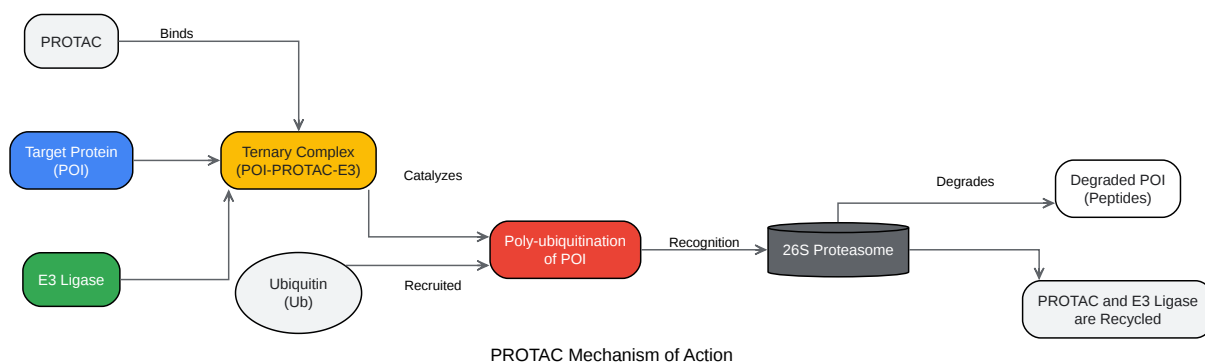 PROTAC
Binds
Target Protein
(POI)
Ternary Complex
(POI-PROTAC-E3)
E3 Ligase
Catalyzes
Ubiquitin
(Ub)
Recruited
Poly-ubiquitination
of POI
Recognition
26S Proteasome
Degrades
Degraded POI
(Peptides)
PROTAC and E3 Ligase
are Recycled
PROTAC Mechanism of Action